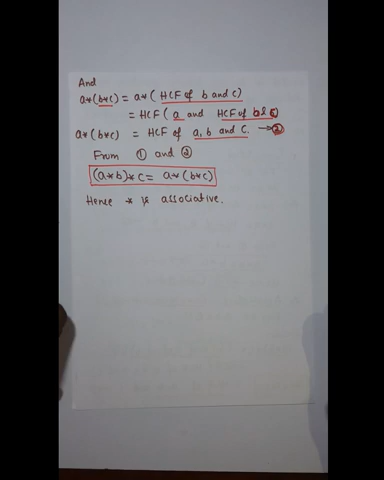 And
a*(b*c) = a*( HCF of b and c)
= HCF ( a and HCF of b & c)
a*(b*c) = HCF of a, b and c. → ②
From ① and ②
(a*b)*c = a*(b*c)
Hence * is associative.